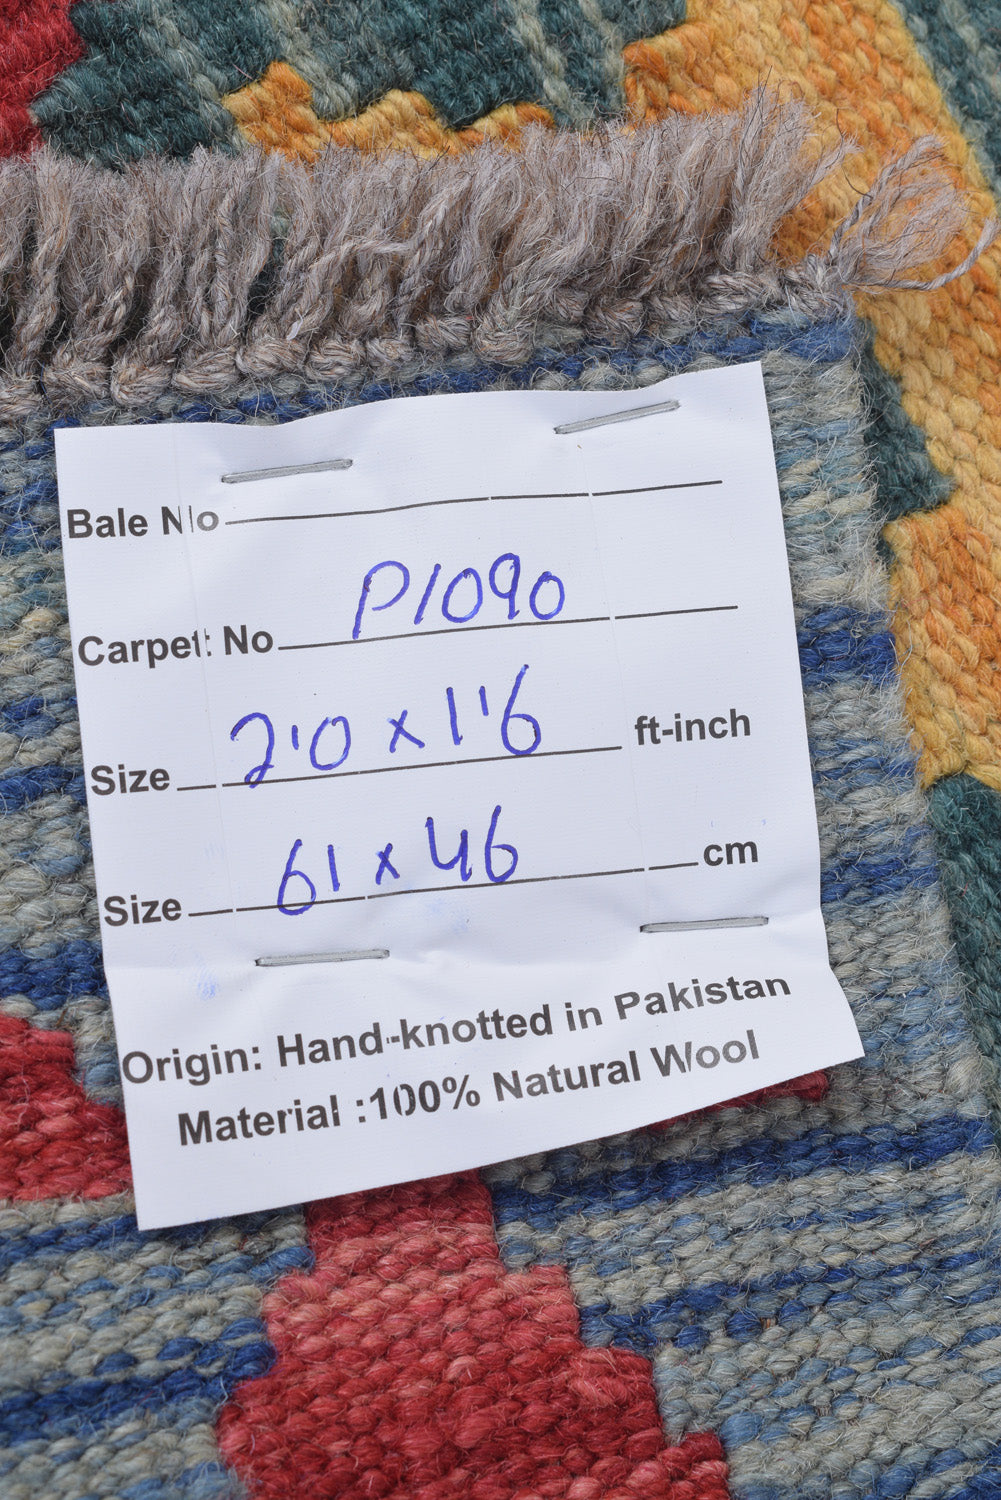 Bale No
Carpet No P1090
Size 2'0 x 1'6 ft-inch
Size 61 x 46 cm
Origin: Hand-knotted in Pakistan
Material :100% Natural Wool